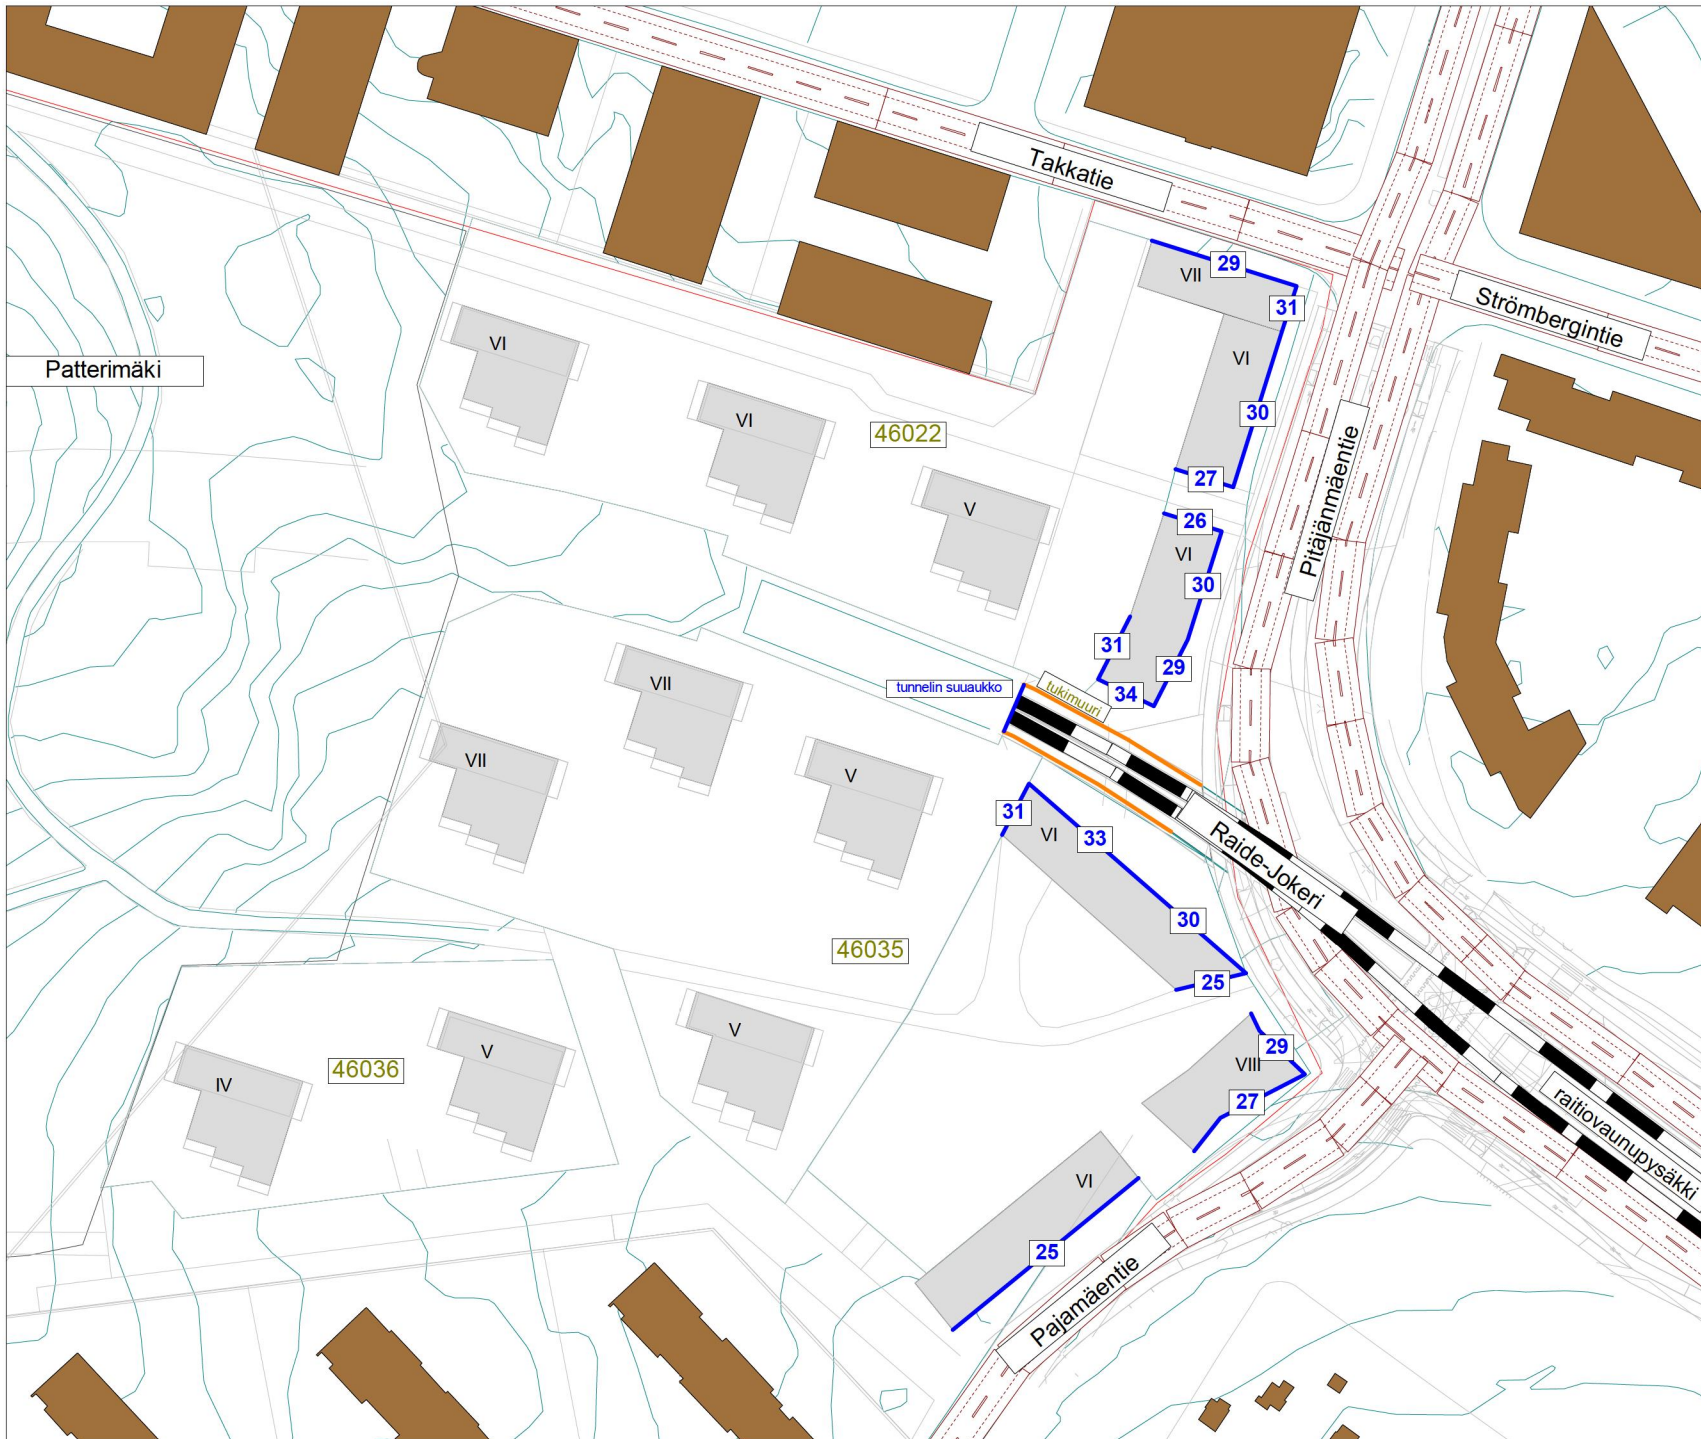 Takkatie
VII
29
31
Strömbergintie
VI
VI
Patterimäki
VI
30
VI
46022
Pitäjänmäentie
27
V
26
VI
30
31
29
VII
tunnelin suuaukko
tukimuuri
34
VII
V
31
VI
33
Raide-Jokeri
30
46035
25
V
V
29
VIII
46036
IV
27
raitiovaunupysäkki
VI
25
Pajamäentie